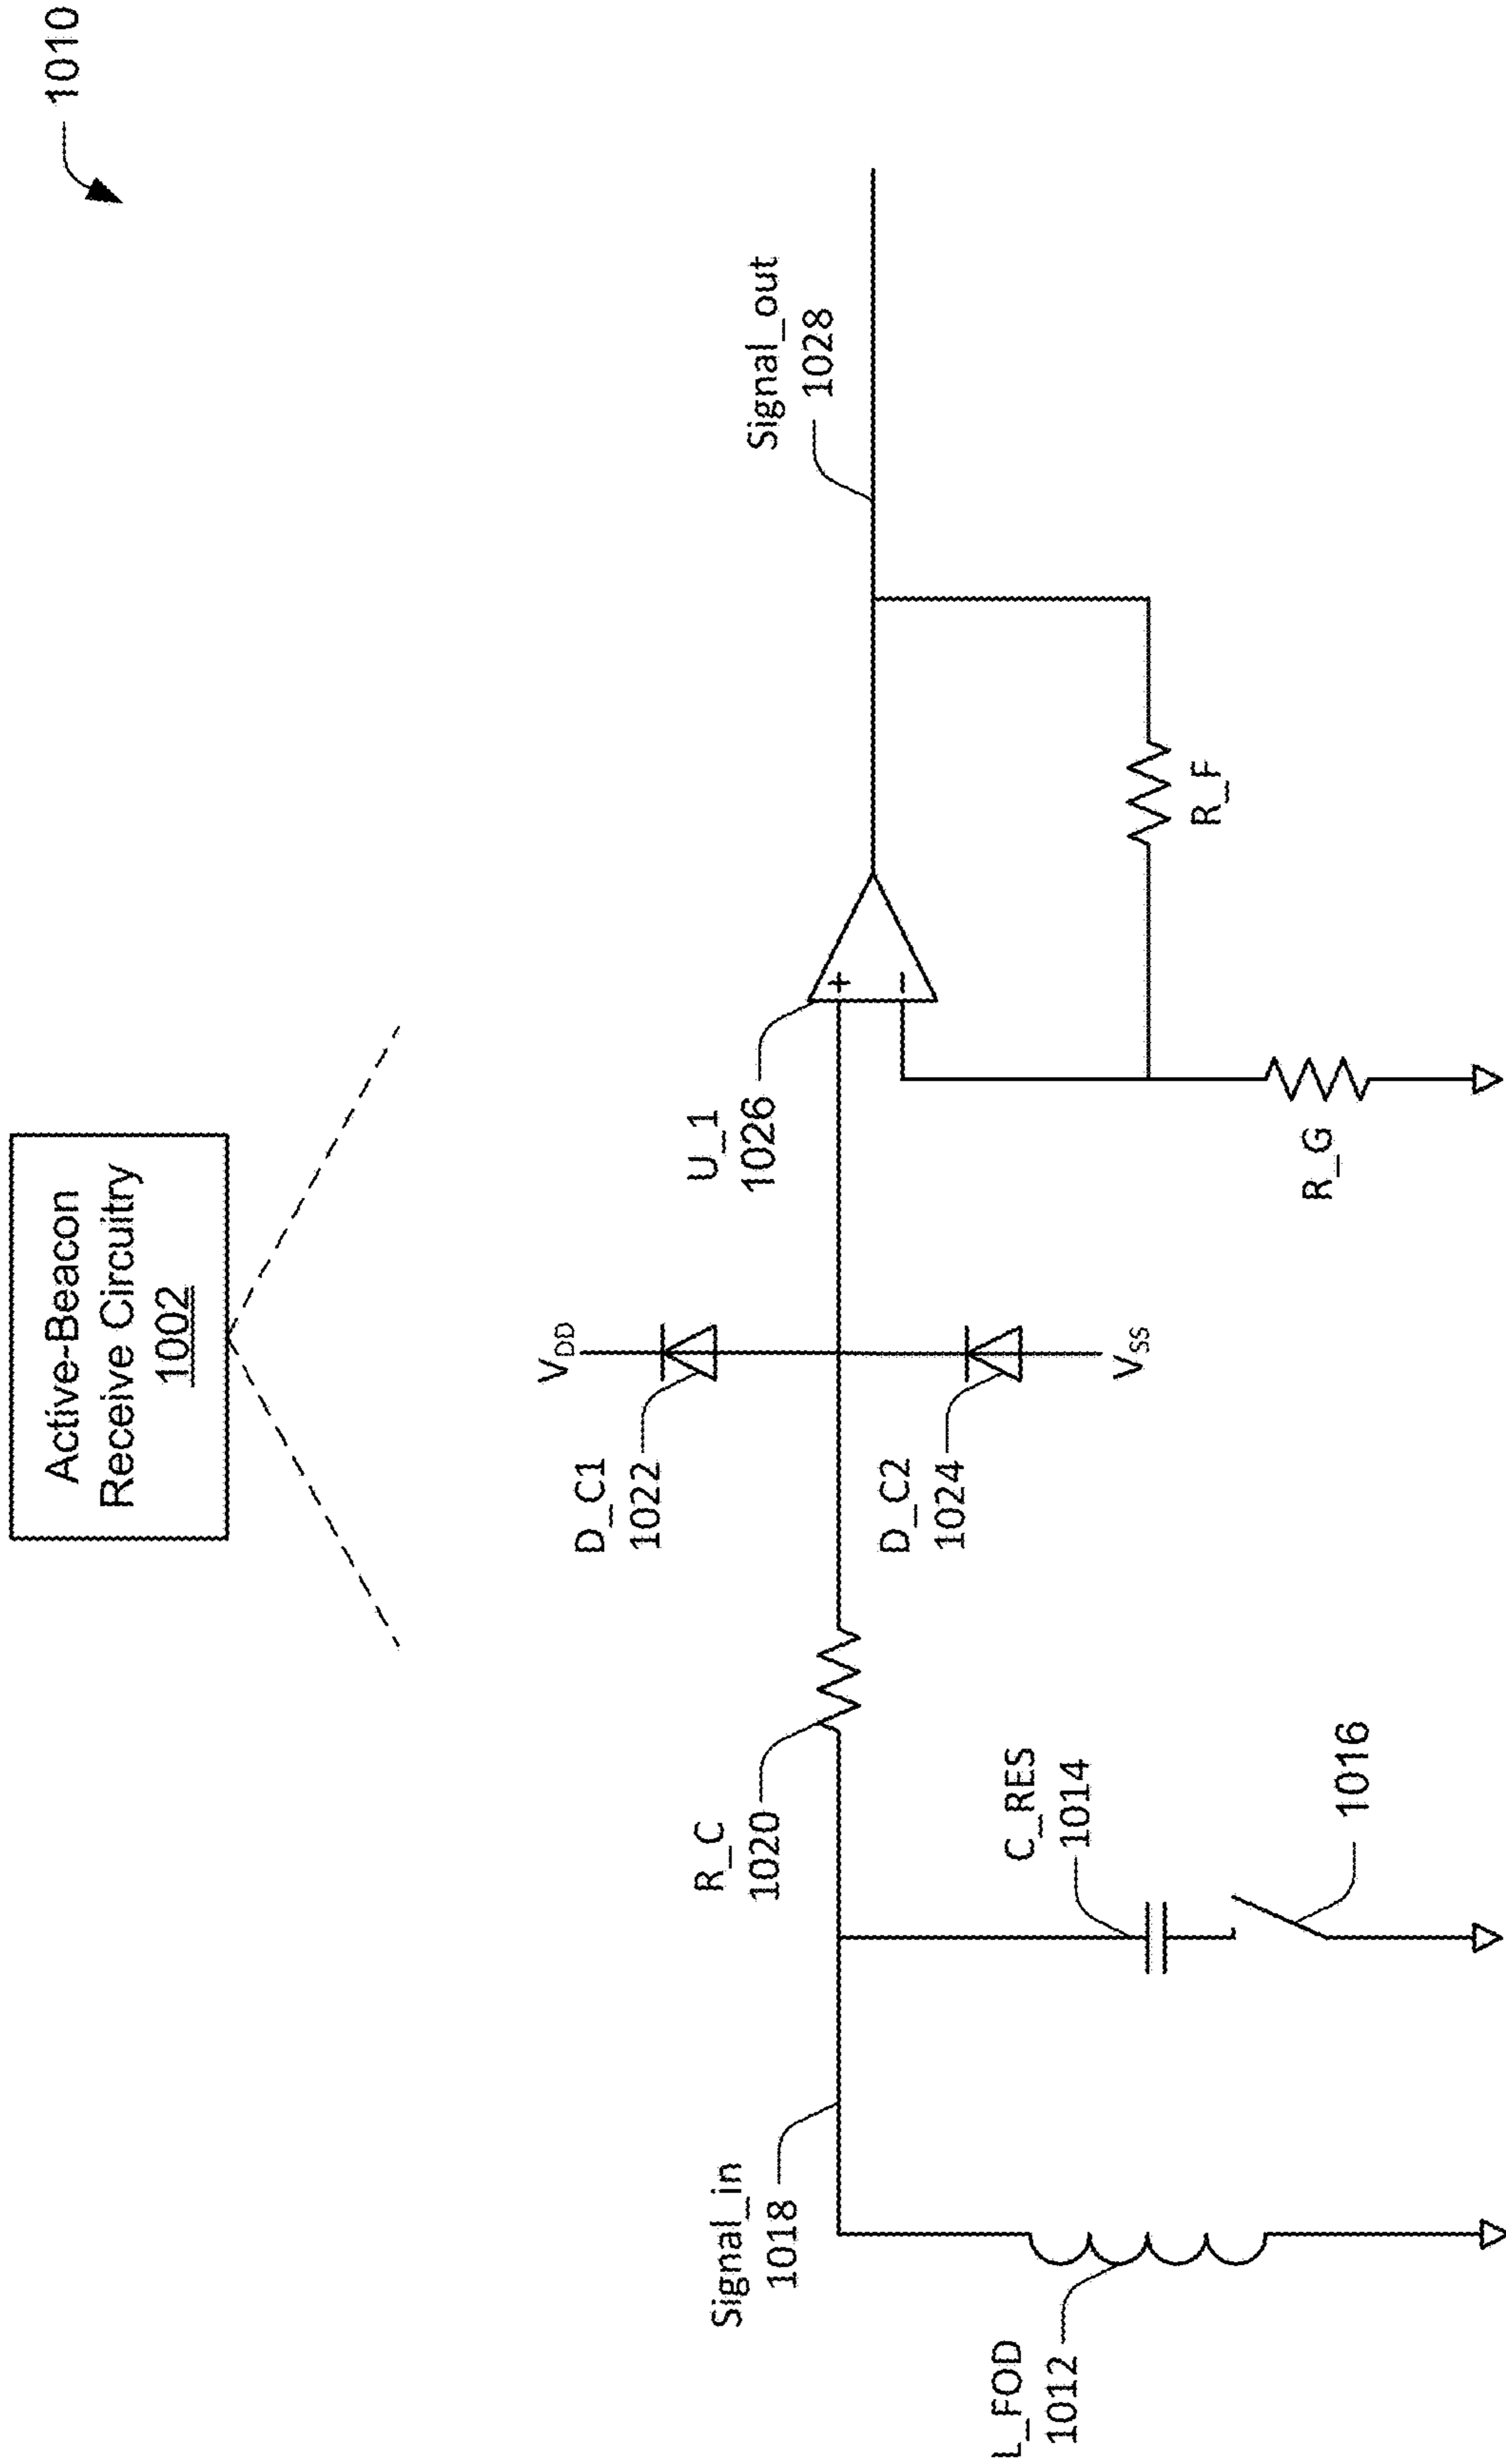 1010
Active-Beacon
Receive Circuitry
1002
V_DD
D_C1
1022
D_C2
1024
V_SS
Signal_in
1018
R_C
1020
U_1
1026
+
−
Signal_out
1028
L_FOD
1012
C_RES
1014
1016
R_G
R_F